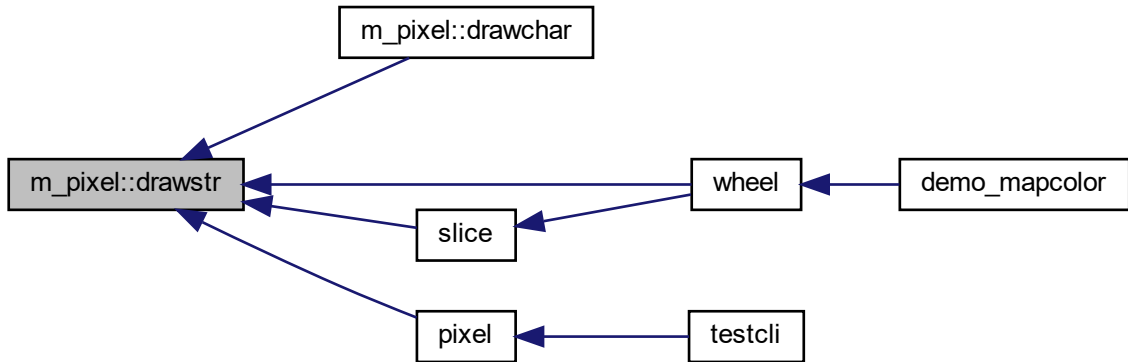 m_pixel::drawchar
m_pixel::drawstr
wheel
demo_mapcolor
slice
pixel
testcli